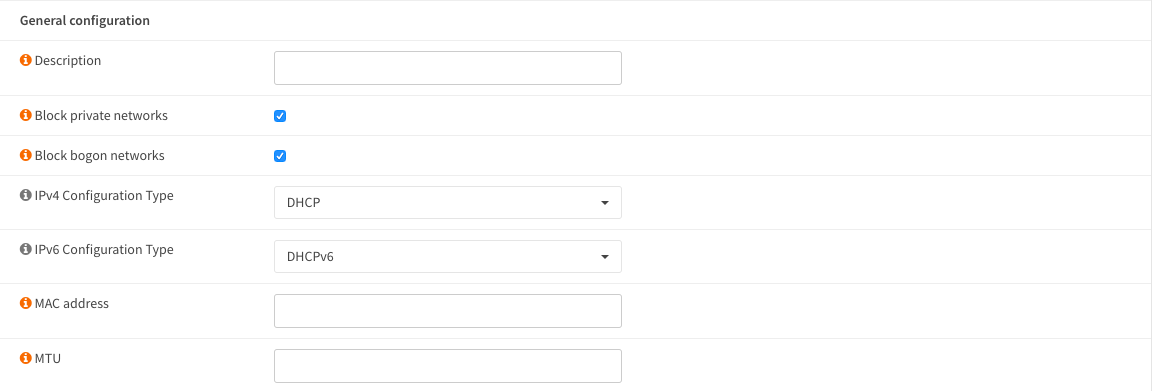 General configuration
Description
Block private networks
Block bogon networks
IPv4 Configuration Type
DHCP
IPv6 Configuration Type
DHCPv6
MAC address
MTU